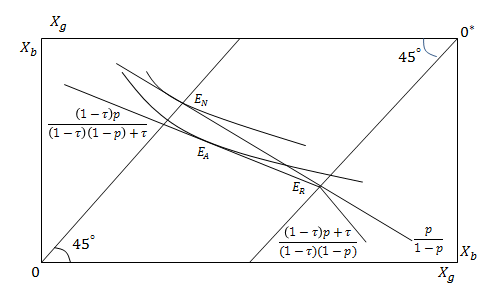 X_g
X_b
0*
45°
E_N
(1−τ)p
(1−τ)(1−p)+τ
E_A
E_R
45°
(1−τ)p+τ
(1−τ)(1−p)
p
1−p
X_b
0
X_g